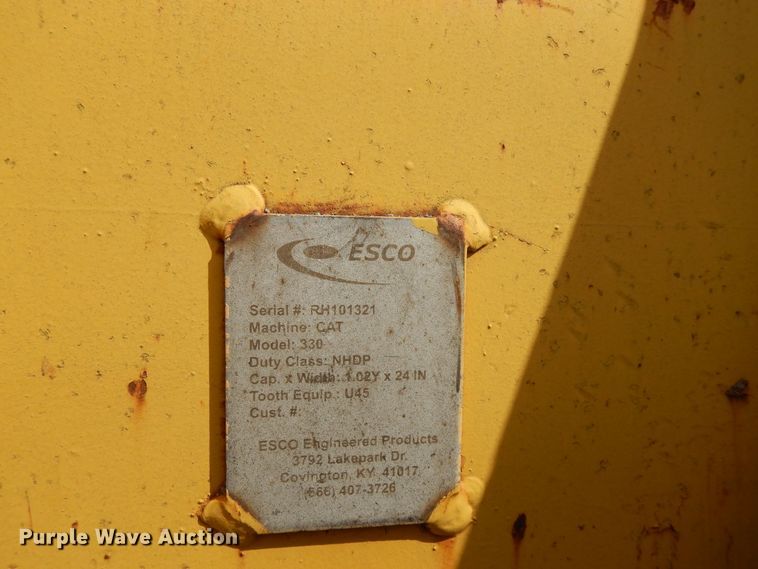 ESCO
Serial #: RH101321
Machine: CAT
Model: 330
Duty Class: NHDP
Cap. x Width: 1.02Y x 24 IN
Tooth Equip.: U45
Cust. #:
ESCO Engineered Products
3792 Lakepark Dr.
Covington, KY 41017
(866) 407-3726
Purple Wave Auction